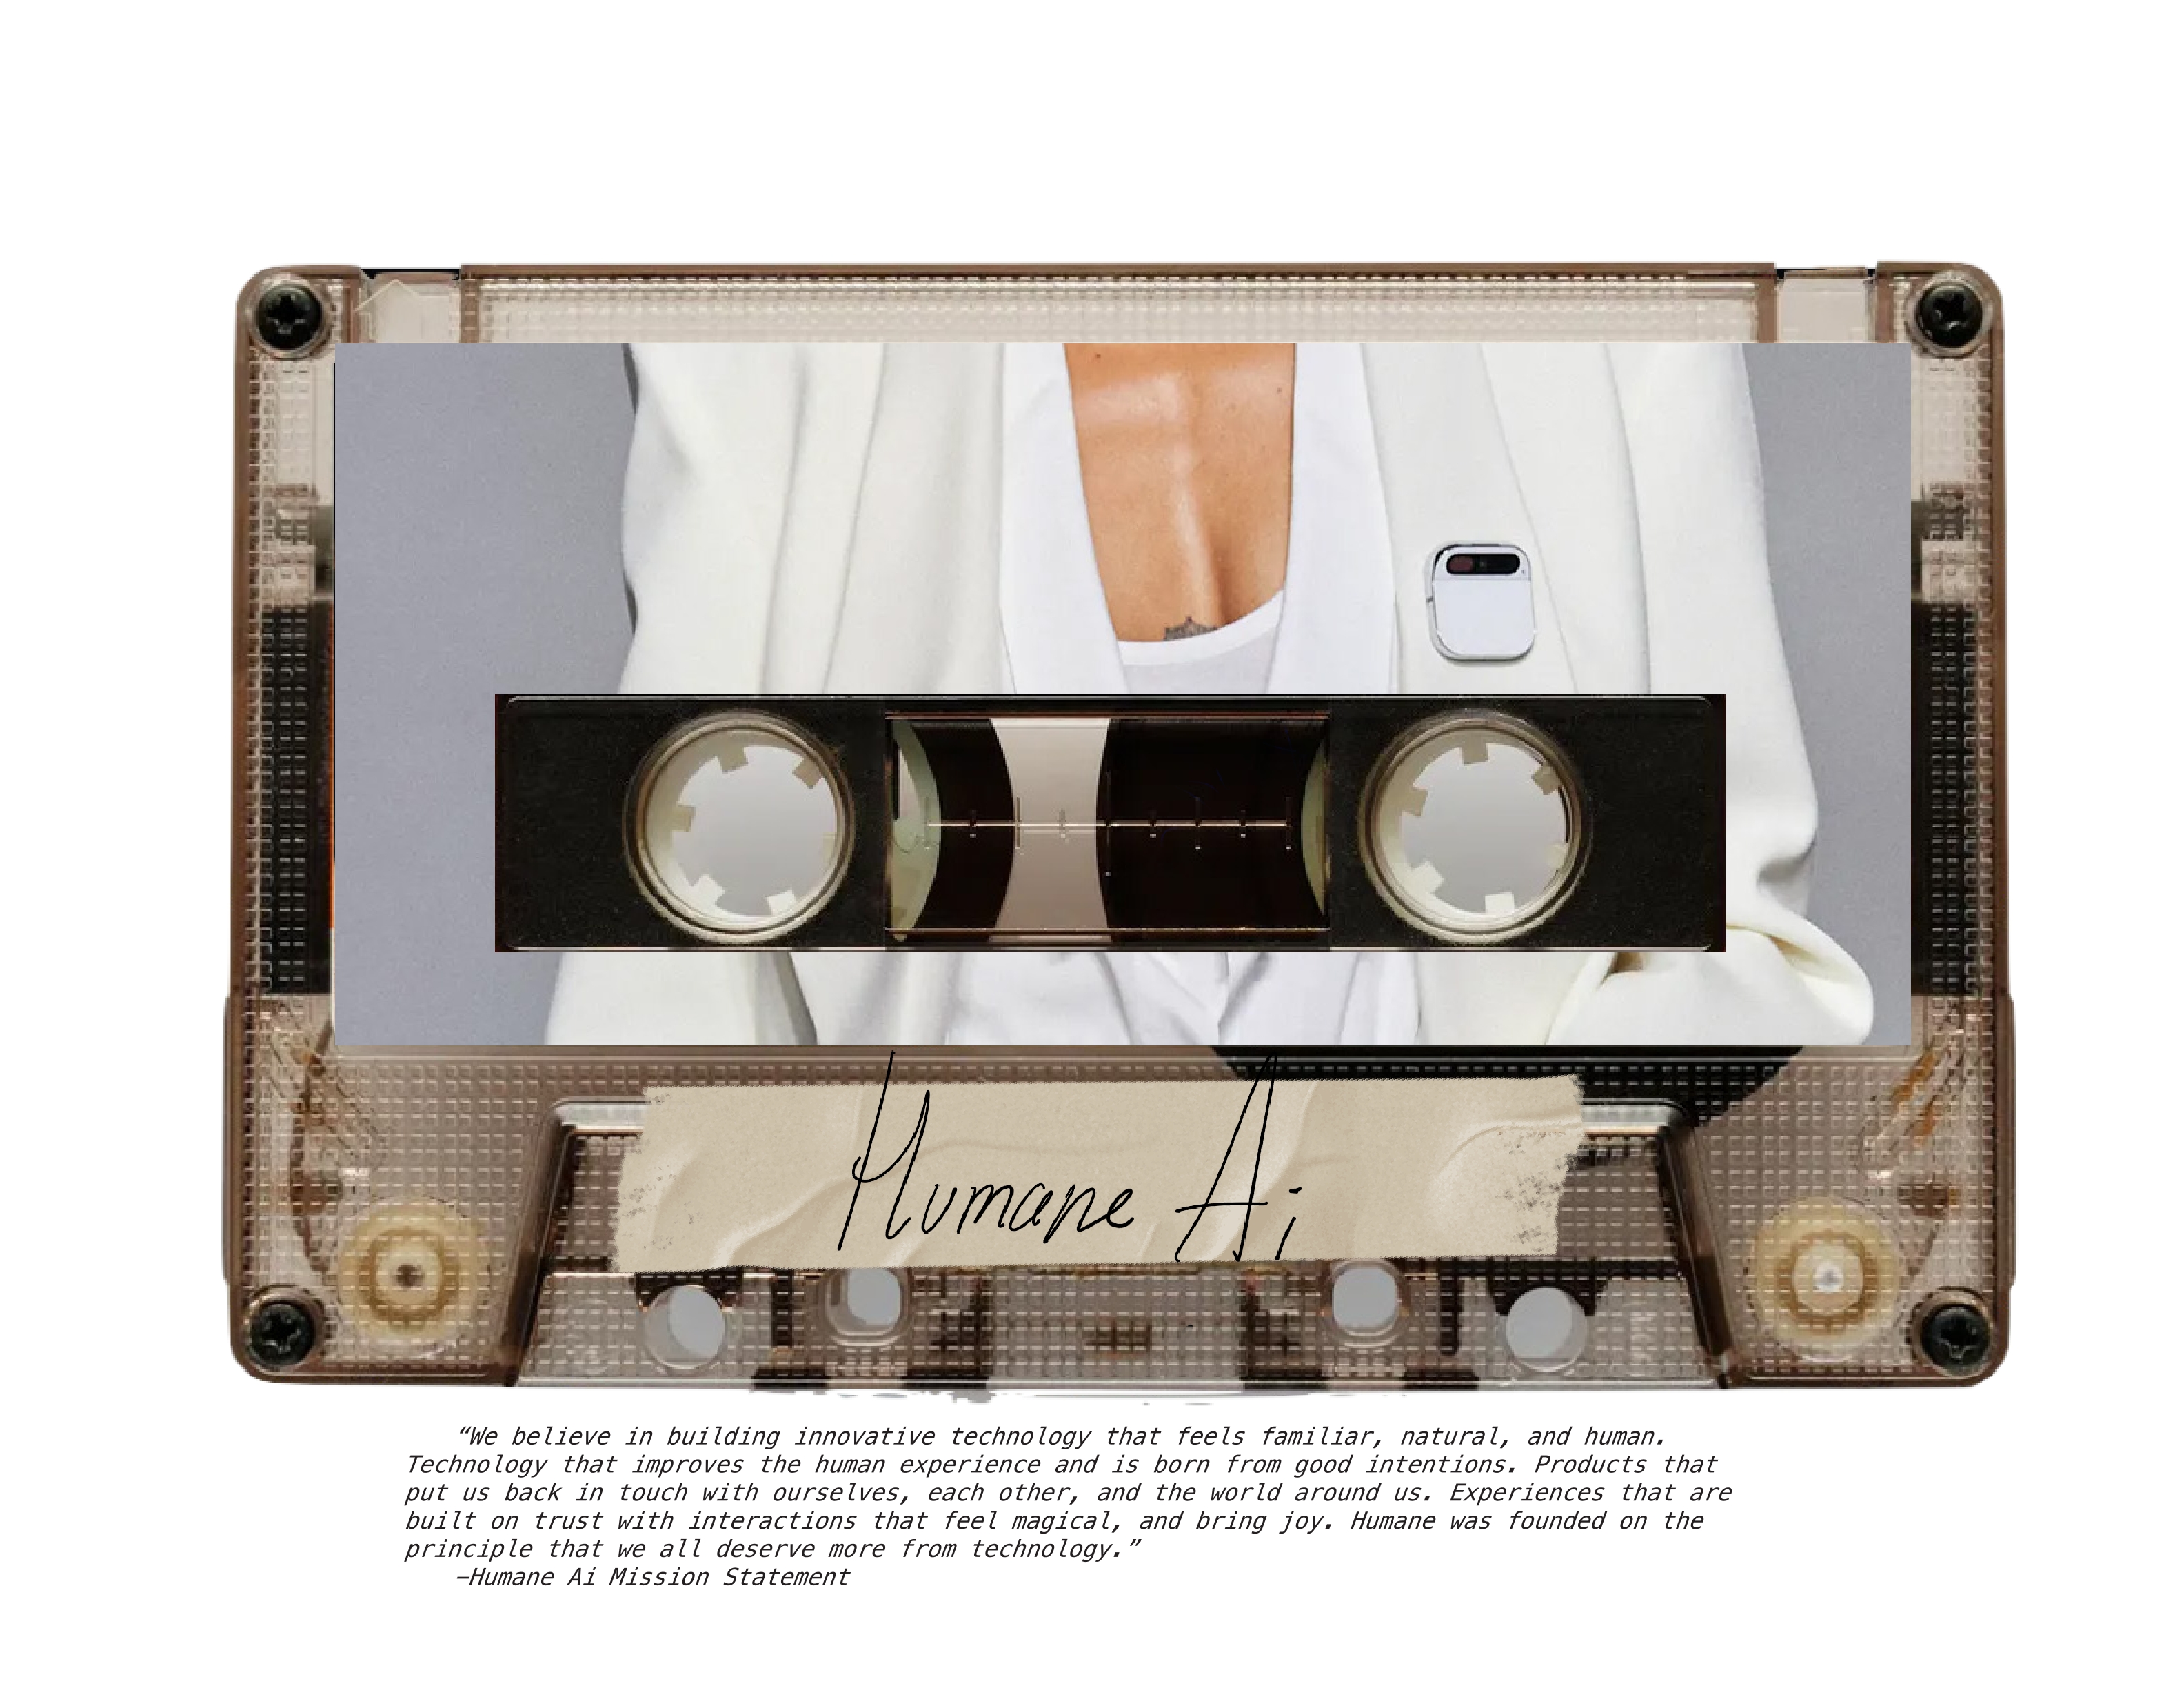 Humane Ai
“We believe in building innovative technology that feels familiar, natural, and human.
Technology that improves the human experience and is born from good intentions. Products that
put us back in touch with ourselves, each other, and the world around us. Experiences that are
built on trust with interactions that feel magical, and bring joy. Humane was founded on the
principle that we all deserve more from technology.”
–Humane Ai Mission Statement